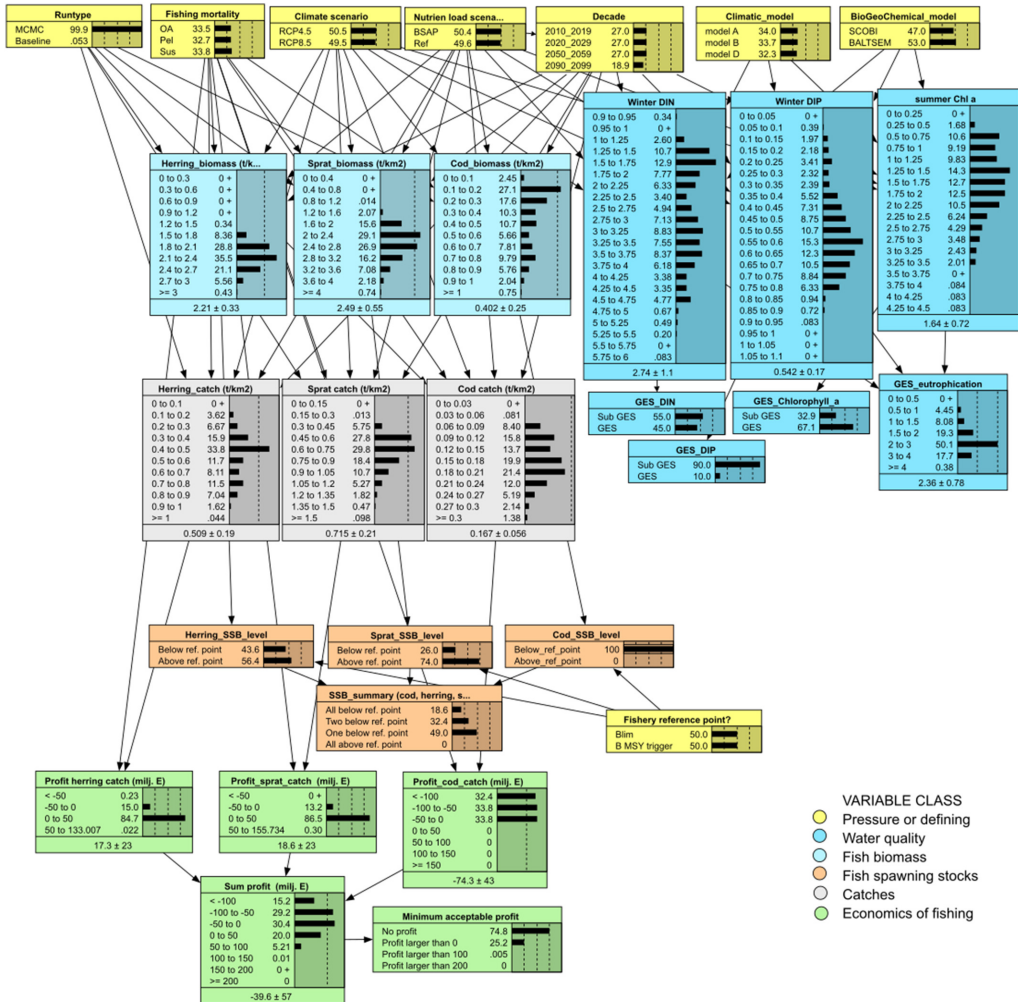 Runtype
MCMC 99.9
Baseline .053
Fishing mortality
OA 33.5
Pel 32.7
Sus 33.8
Climate scenario
RCP4.5 50.5
RCP8.5 49.5
Nutrien load scena...
BSAP 50.4
Ref 49.6
Decade
2010_2019 27.0
2020_2029 27.0
2050_2059 27.0
2090_2099 18.9
Climatic_model
model A 34.0
model B 33.7
model D 32.3
BioGeoChemical_model
SCOBI 47.0
BALTSEM 53.0
Herring_biomass (t/k...
0 to 0.3 0 +
0.3 to 0.6 0 +
0.6 to 0.9 0 +
0.9 to 1.2 0 +
1.2 to 1.5 0.34
1.5 to 1.8 8.36
1.8 to 2.1 28.8
2.1 to 2.4 35.5
2.4 to 2.7 21.1
2.7 to 3 5.56
>= 3 0.43
2.21 ± 0.33
Sprat_biomass (t/km2)
0 to 0.4 0 +
0.4 to 0.8 0 +
0.8 to 1.2 .014
1.2 to 1.6 2.07
1.6 to 2 15.6
2 to 2.4 29.1
2.4 to 2.8 26.9
2.8 to 3.2 16.2
3.2 to 3.6 7.08
3.6 to 4 2.18
>= 4 0.74
2.49 ± 0.55
Cod_biomass (t/km2)
0 to 0.1 2.45
0.1 to 0.2 27.1
0.2 to 0.3 17.6
0.3 to 0.4 10.3
0.4 to 0.5 10.7
0.5 to 0.6 5.66
0.6 to 0.7 7.81
0.7 to 0.8 9.79
0.8 to 0.9 5.76
0.9 to 1 2.04
>= 1 0.75
0.402 ± 0.25
Winter DIN
0.9 to 0.95 0.34
0.95 to 1 0 +
1 to 1.25 2.60
1.25 to 1.5 10.7
1.5 to 1.75 12.9
1.75 to 2 7.77
2 to 2.25 6.33
2.25 to 2.5 3.40
2.5 to 2.75 4.94
2.75 to 3 7.13
3 to 3.25 8.83
3.25 to 3.5 7.55
3.5 to 3.75 8.37
3.75 to 4 6.18
4 to 4.25 3.38
4.25 to 4.5 3.35
4.5 to 4.75 4.77
4.75 to 5 0.67
5 to 5.25 0.49
5.25 to 5.5 0.20
5.5 to 5.75 0 +
5.75 to 6 .083
2.74 ± 1.1
Winter DIP
0 to 0.05 0 +
0.05 to 0.1 0.39
0.1 to 0.15 1.97
0.15 to 0.2 2.18
0.2 to 0.25 3.41
0.25 to 0.3 2.32
0.3 to 0.35 2.39
0.35 to 0.4 5.52
0.4 to 0.45 7.31
0.45 to 0.5 8.75
0.5 to 0.55 10.7
0.55 to 0.6 15.3
0.6 to 0.65 12.3
0.65 to 0.7 10.5
0.7 to 0.75 8.84
0.75 to 0.8 6.33
0.8 to 0.85 0.94
0.85 to 0.9 0.72
0.9 to 0.95 .083
0.95 to 1 0 +
1 to 1.05 0 +
1.05 to 1.1 0 +
0.542 ± 0.17
summer Chl a
0 to 0.25 0 +
0.25 to 0.5 1.68
0.5 to 0.75 10.6
0.75 to 1 9.19
1 to 1.25 9.83
1.25 to 1.5 14.3
1.5 to 1.75 12.7
1.75 to 2 12.5
2 to 2.25 10.5
2.25 to 2.5 6.24
2.5 to 2.75 4.29
2.75 to 3 3.48
3 to 3.25 2.43
3.25 to 3.5 2.01
3.5 to 3.75 0 +
3.75 to 4 .084
4 to 4.25 .083
4.25 to 4.5 .083
1.64 ± 0.72
Herring_catch (t/km2)
0 to 0.1 0 +
0.1 to 0.2 3.62
0.2 to 0.3 6.67
0.3 to 0.4 15.9
0.4 to 0.5 33.8
0.5 to 0.6 11.7
0.6 to 0.7 8.11
0.7 to 0.8 11.5
0.8 to 0.9 7.04
0.9 to 1 1.62
>= 1 .044
0.509 ± 0.19
Sprat catch (t/km2)
0 to 0.15 0 +
0.15 to 0.3 .013
0.3 to 0.45 5.75
0.45 to 0.6 27.8
0.6 to 0.75 29.8
0.75 to 0.9 18.4
0.9 to 1.05 10.7
1.05 to 1.2 5.27
1.2 to 1.35 1.82
1.35 to 1.5 0.47
>= 1.5 .098
0.715 ± 0.21
Cod catch (t/km2)
0 to 0.03 0 +
0.03 to 0.06 .081
0.06 to 0.09 8.40
0.09 to 0.12 15.8
0.12 to 0.15 13.7
0.15 to 0.18 19.9
0.18 to 0.21 21.4
0.21 to 0.24 12.0
0.24 to 0.27 5.19
0.27 to 0.3 2.14
>= 0.3 1.38
0.167 ± 0.056
GES_DIN
Sub GES 55.0
GES 45.0
GES_Chlorophyll_a
Sub GES 32.9
GES 67.1
GES_DIP
Sub GES 90.0
GES 10.0
GES_eutrophication
0 to 0.5 0 +
0.5 to 1 4.45
1 to 1.5 8.08
1.5 to 2 19.3
2 to 3 50.1
3 to 4 17.7
>= 4 0.38
2.36 ± 0.78
Herring_SSB_level
Below ref. point 43.6
Above ref. point 56.4
Sprat_SSB_level
Below ref. point 26.0
Above ref. point 74.0
Cod_SSB_level
Below_ref_point 100
Above_ref_point 0
SSB_summary (cod, herring, s...
All below ref. point 18.6
Two below ref. point 32.4
One below ref. point 49.0
All above ref. point 0
Fishery reference point?
Blim 50.0
B MSY trigger 50.0
Profit herring catch (milj. E)
< -50 0.23
-50 to 0 15.0
0 to 50 84.7
50 to 133.007 .022
17.3 ± 23
Profit_sprat_catch (milj. E)
< -50 0 +
-50 to 0 13.2
0 to 50 86.5
50 to 155.734 0.30
18.6 ± 23
Profit_cod_catch (milj. E)
< -100 32.4
-100 to -50 33.8
-50 to 0 33.8
0 to 50 0
50 to 100 0
100 to 150 0
>= 150 0
-74.3 ± 43
Sum profit (milj. E)
< -100 15.2
-100 to -50 29.2
-50 to 0 30.4
0 to 50 20.0
50 to 100 5.21
100 to 150 0.01
150 to 200 0 +
>= 200 0
-39.6 ± 57
Minimum acceptable profit
No profit 74.8
Profit larger than 0 25.2
Profit larger than 100 .005
Profit larger than 200 0
VARIABLE CLASS
Pressure or defining
Water quality
Fish biomass
Fish spawning stocks
Catches
Economics of fishing